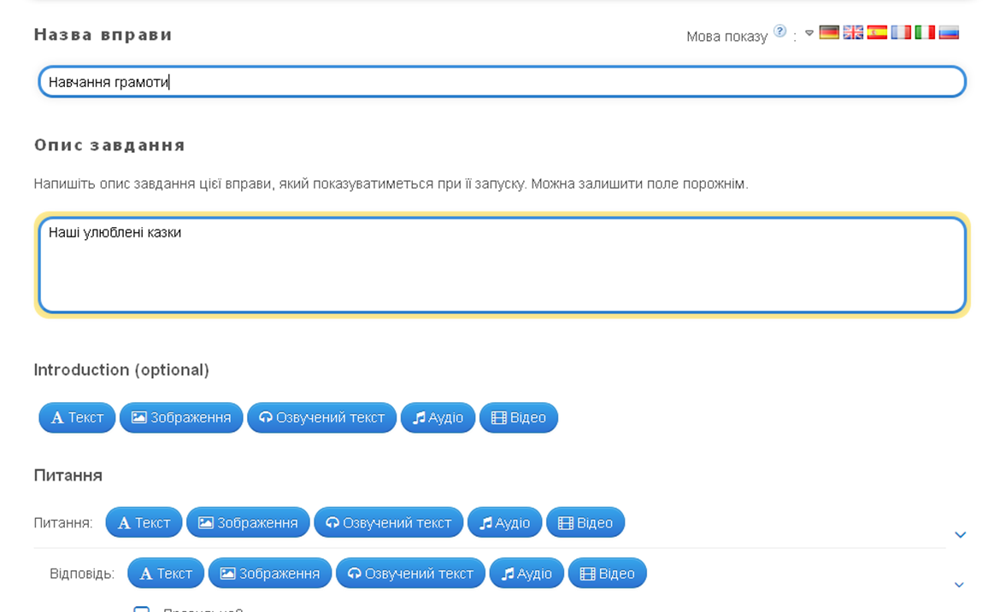 Назва вправи
Мова показу ? :
Навчання грамоти
Опис завдання
Напишіть опис завдання цієї вправи, який показуватиметься при її запуску. Можна залишити поле порожнім.
Наші улюблені казки
Introduction (optional)
Текст Зображення Озвучений текст Аудіо Відео
Питання
Питання: Текст Зображення Озвучений текст Аудіо Відео
Відповідь: Текст Зображення Озвучений текст Аудіо Відео